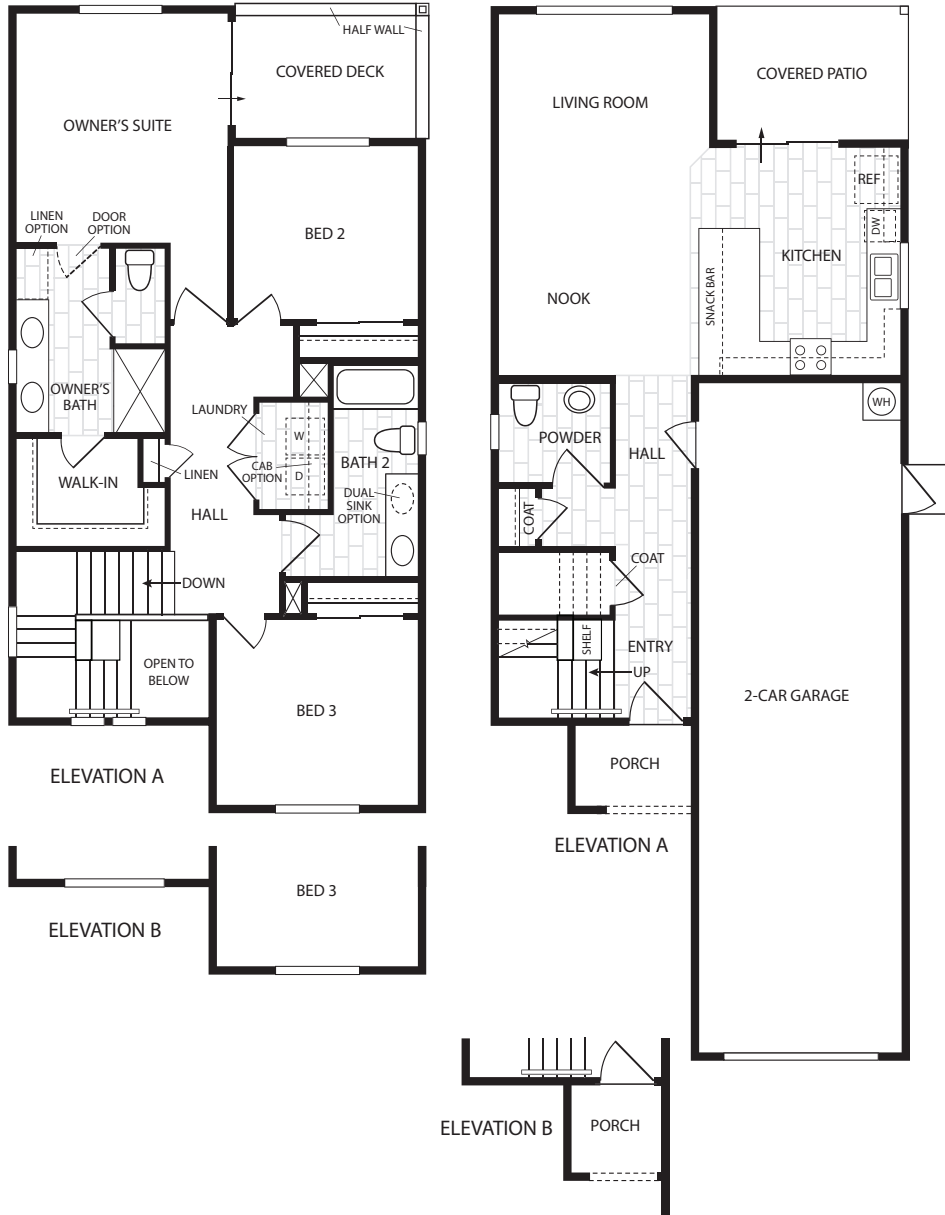 HALF WALL
COVERED DECK
OWNER'S SUITE
LINEN
OPTION
DOOR
OPTION
BED 2
OWNER'S
BATH
LAUNDRY
W
CAB
OPTION
D
BATH 2
DUAL
SINK
OPTION
WALK-IN
LINEN
HALL
DOWN
OPEN TO
BELOW
BED 3
ELEVATION A
BED 3
ELEVATION B
LIVING ROOM
COVERED PATIO
REF
DW
KITCHEN
SNACK BAR
NOOK
WH
POWDER
HALL
COAT
COAT
SHELF
ENTRY
UP
2-CAR GARAGE
PORCH
ELEVATION A
ELEVATION B
PORCH